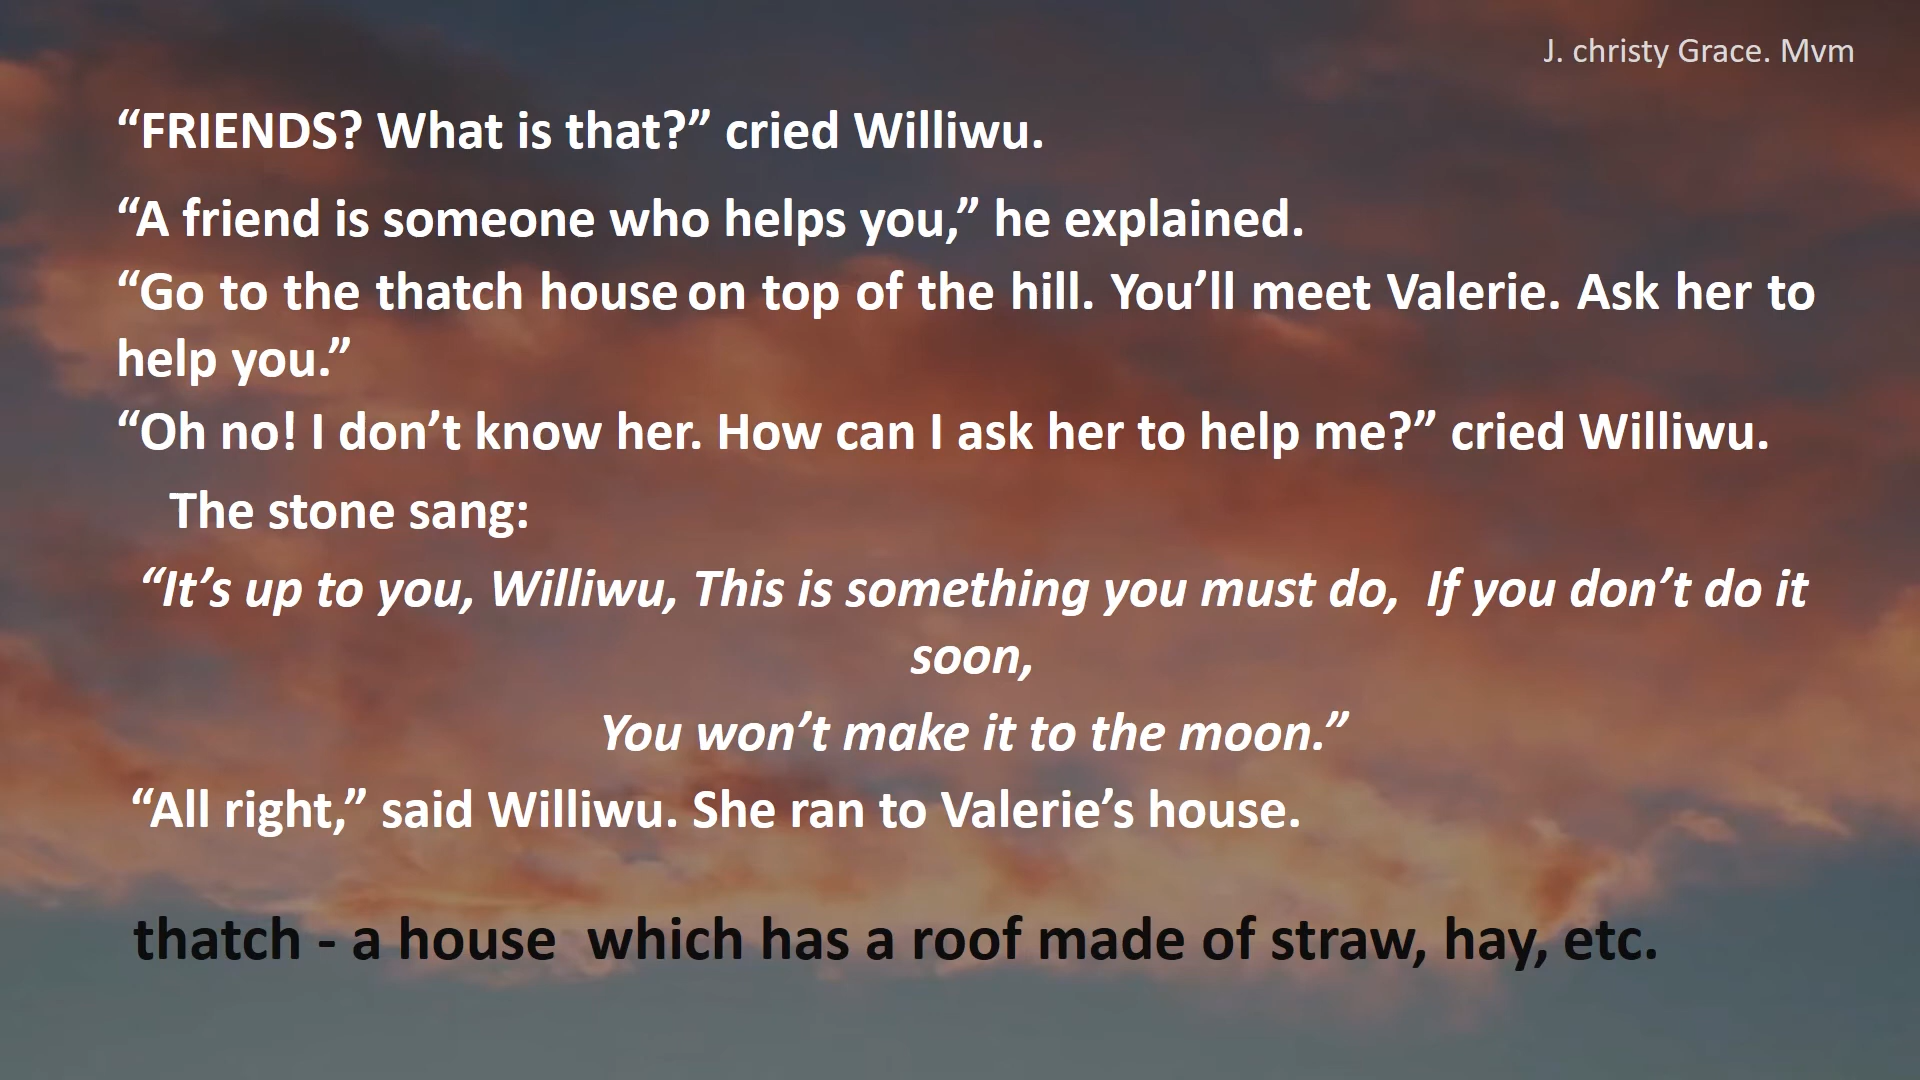 J. christy Grace. Mvm
“FRIENDS? What is that?” cried Williwu.
“A friend is someone who helps you,” he explained.
“Go to the thatch house on top of the hill. You’ll meet Valerie. Ask her to
help you.”
“Oh no! I don’t know her. How can I ask her to help me?” cried Williwu.
The stone sang:
“It’s up to you, Williwu, This is something you must do,  If you don’t do it
soon,
You won’t make it to the moon.”
“All right,” said Williwu. She ran to Valerie’s house.
thatch - a house  which has a roof made of straw, hay, etc.